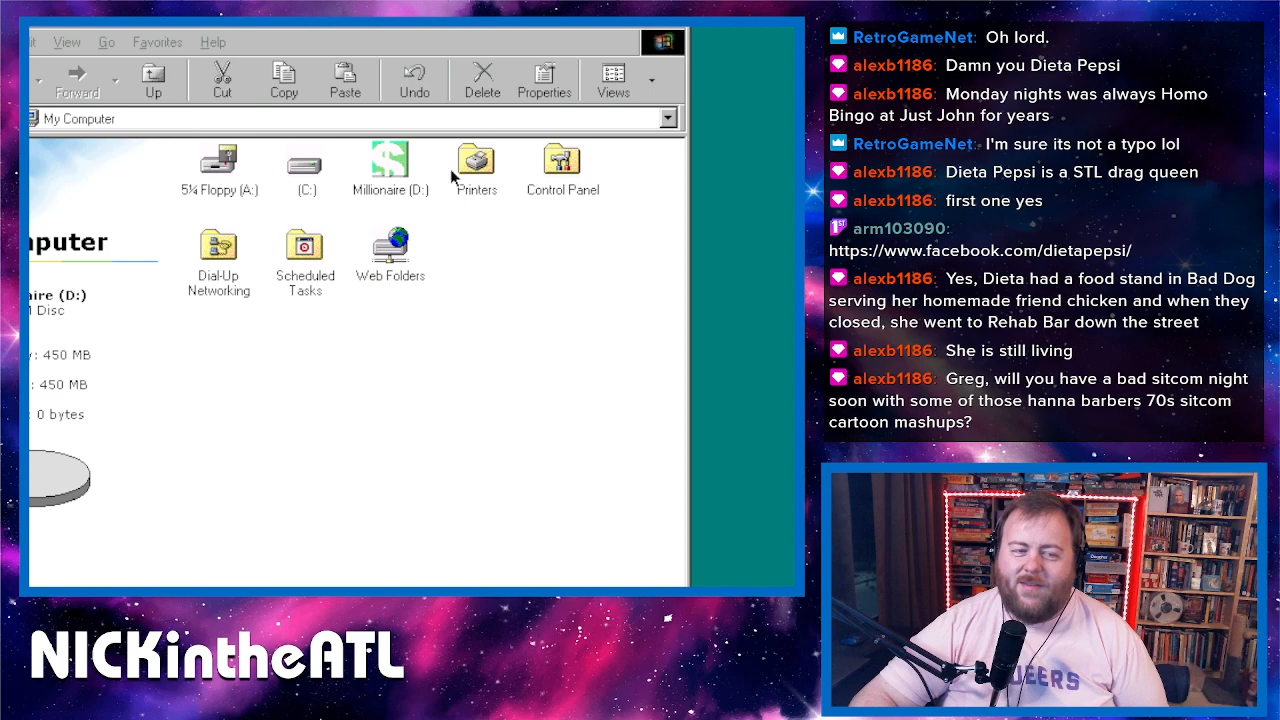 it View Go Favorites Help
Forward Up Cut Copy Paste Undo Delete Properties Views
My Computer
5¼ Floppy (A:) (C:) Millionaire (D:) Printers Control Panel
Dial-Up Networking
Scheduled Tasks
Web Folders
nputer
aire (D:)
l Disc
y: 450 MB
: 450 MB
: 0 bytes
NICKintheATL
RetroGameNet: Oh lord.
alexb1186: Damn you Dieta Pepsi
alexb1186: Monday nights was always Homo
Bingo at Just John for years
RetroGameNet: I'm sure its not a typo lol
alexb1186: Dieta Pepsi is a STL drag queen
alexb1186: first one yes
1ST arm103090:
https://www.facebook.com/dietapepsi/
alexb1186: Yes, Dieta had a food stand in Bad Dog
serving her homemade friend chicken and when they
closed, she went to Rehab Bar down the street
alexb1186: She is still living
alexb1186: Greg, will you have a bad sitcom night
soon with some of those hanna barbers 70s sitcom
cartoon mashups?
UEERS